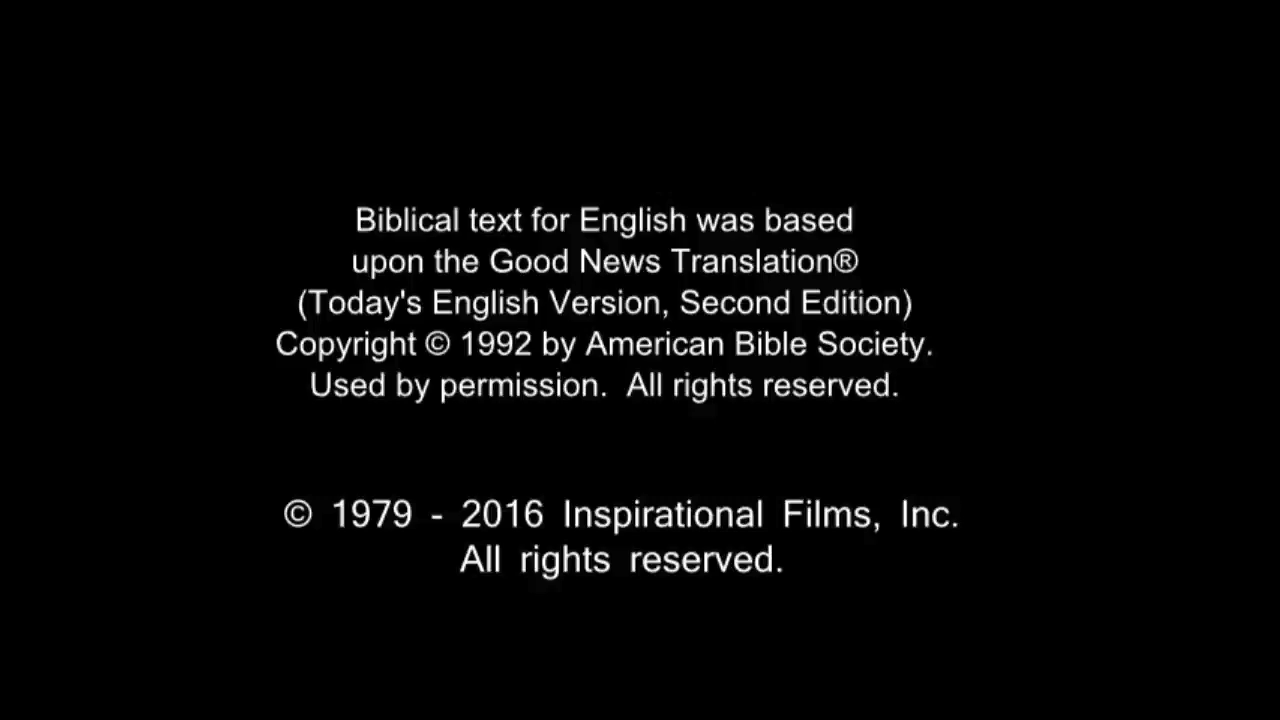 Biblical text for English was based
upon the Good News Translation®
(Today's English Version, Second Edition)
Copyright © 1992 by American Bible Society.
Used by permission.  All rights reserved.
© 1979 - 2016 Inspirational Films, Inc.
All rights reserved.